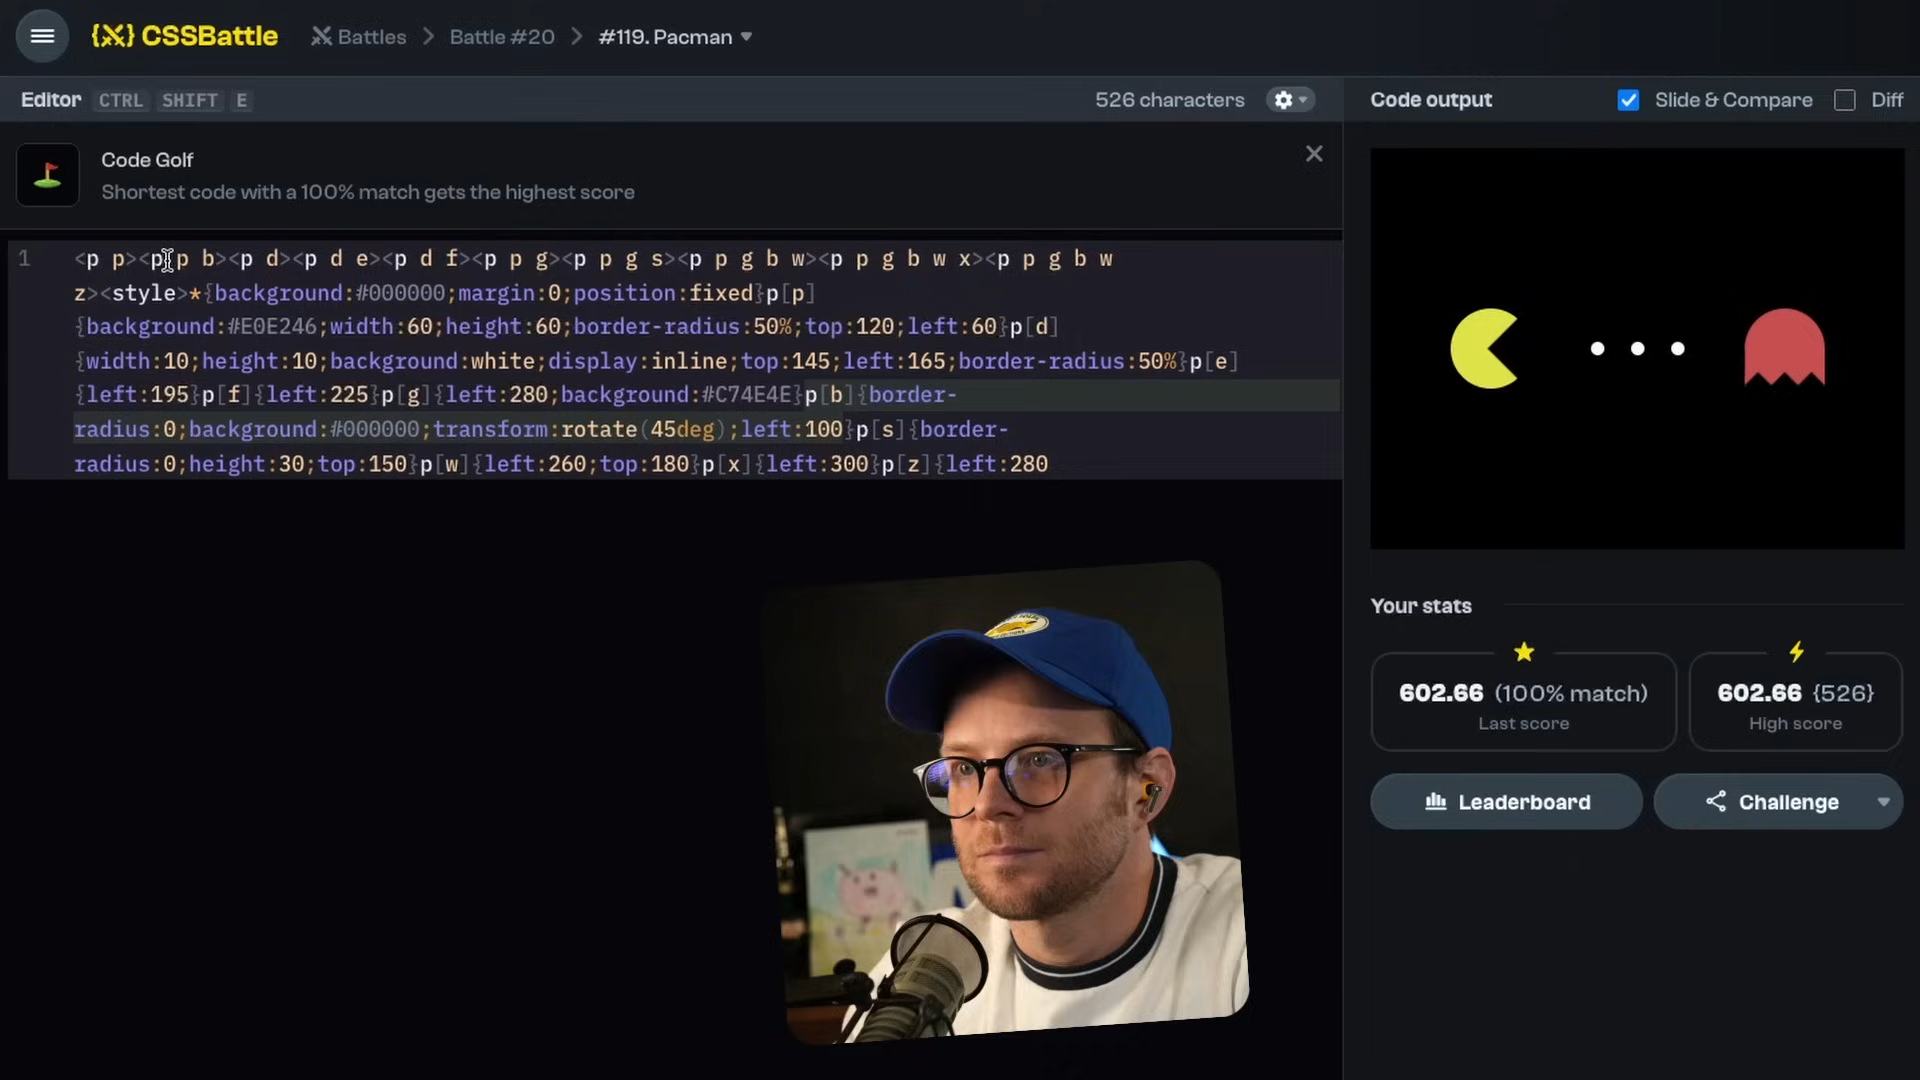 {X} CSSBattle
Battles > Battle #20 > #119. Pacman
Editor CTRL SHIFT E
526 characters
Code output
Slide & Compare
Diff
Code Golf
Shortest code with a 100% match gets the highest score
1
<p p><p p b><p d><p d e><p d f><p p g><p p g s><p p g b w><p p g b w x><p p g b w
z><style>*{background:#000000;margin:0;position:fixed}p[p]
{background:#E0E246;width:60;height:60;border-radius:50%;top:120;left:60}p[d]
{width:10;height:10;background:white;display:inline;top:145;left:165;border-radius:50%}p[e]
{left:195}p[f]{left:225}p[g]{left:280;background:#C74E4E}p[b]{border-
radius:0;background:#000000;transform:rotate(45deg);left:100}p[s]{border-
radius:0;height:30;top:150}p[w]{left:260;top:180}p[x]{left:300}p[z]{left:280
Your stats
602.66 (100% match)
Last score
602.66 {526}
High score
Leaderboard
Challenge